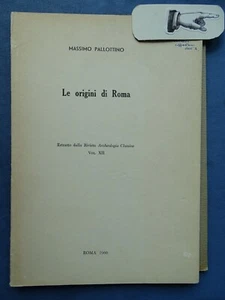 MASSIMO PALLOTTINO
Le origini di Roma
Estratto dalla Rivista Archeologia Classica
Vol. XII
ROMA 1960